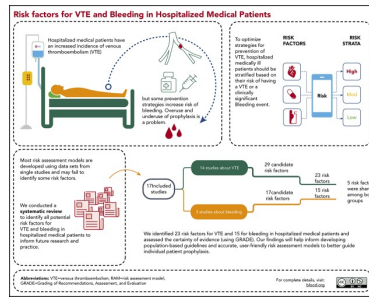 Risk factors for VTE and Bleeding in Hospitalized Medical Patients
Hospitalized medical patients have
an increased incidence of venous
thromboembolism (VTE)
but some prevention
strategies increase risk of
bleeding. Overuse and
underuse of prophylaxis is
a problem.
To optimize
strategies for
prevention of
VTE, hospitalized
medically ill
patients should be
stratified based on
their risk of having
a VTE or a
clinically
significant
Bleeding event.
RISK
FACTORS
RISK
STRATA
Risk
High
Mod
Low
Most risk assessment models are
developed using data sets from
single studies and may fail to
identify some risk factors.
We conducted a
systematic review
to identify all potential
risk factors for
VTE and bleeding in
hospitalized medical patients to
inform future research and
practice.
17 included
studies
14 studies about VTE
3 studies about bleeding
29 candidate
risk factors
17 candidate
risk factors
23 risk
factors
15 risk
factors
5 risk fact
were share
among bo
groups
We identified 23 risk factors for VTE and 15 for bleeding in hospitalized medical patients and
assessed the certainty of evidence (using GRADE). Our findings will help inform developing
population-based guidelines and accurate, user-friendly risk assessment models to better guide
individual patient prophylaxis.
Abbreviations: VTE=venous thromboembolism; RAM=risk assessment model;
GRADE=Grading of Recommendations, Assessment, and Evaluation
For complete details, visit:
blood.org